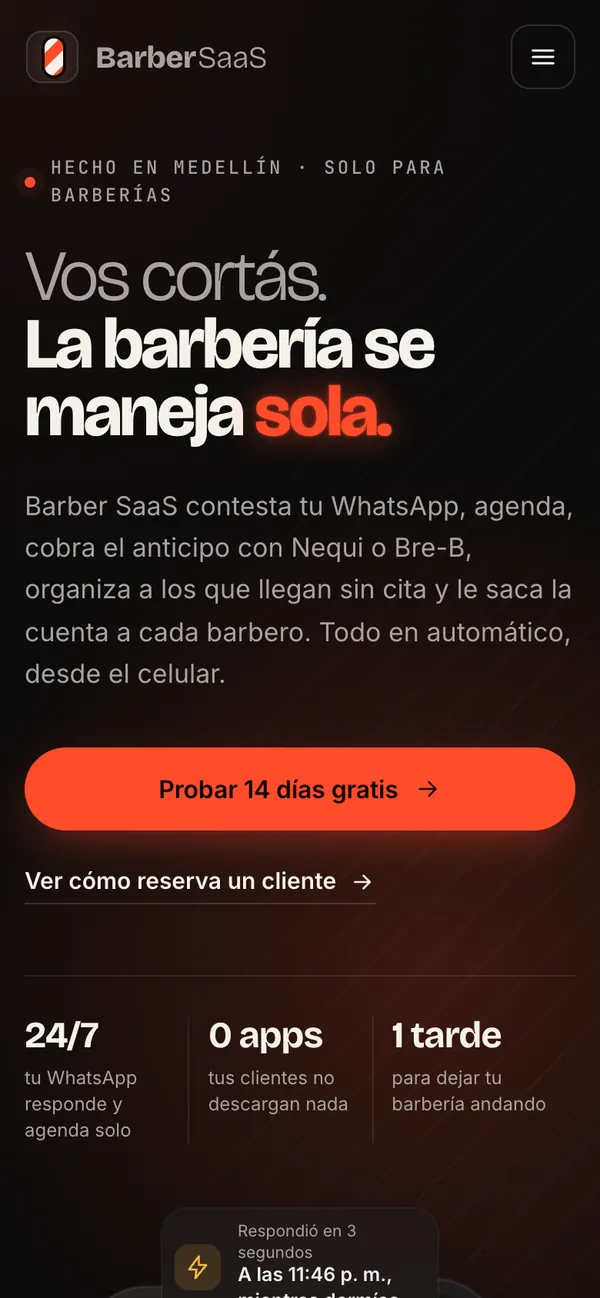 BarberSaaS
HECHO EN MEDELLÍN · SOLO PARA
BARBERÍAS
Vos cortás.
La barbería se
maneja sola.
Barber SaaS contesta tu WhatsApp, agenda,
cobra el anticipo con Nequi o Bre-B,
organiza a los que llegan sin cita y le saca la
cuenta a cada barbero. Todo en automático,
desde el celular.
Probar 14 días gratis →
Ver cómo reserva un cliente →
24/7
tu WhatsApp
responde y
agenda solo
0 apps
tus clientes no
descargan nada
1 tarde
para dejar tu
barbería andando
Respondió en 3
segundos
A las 11:46 p. m.,
mientras dormías